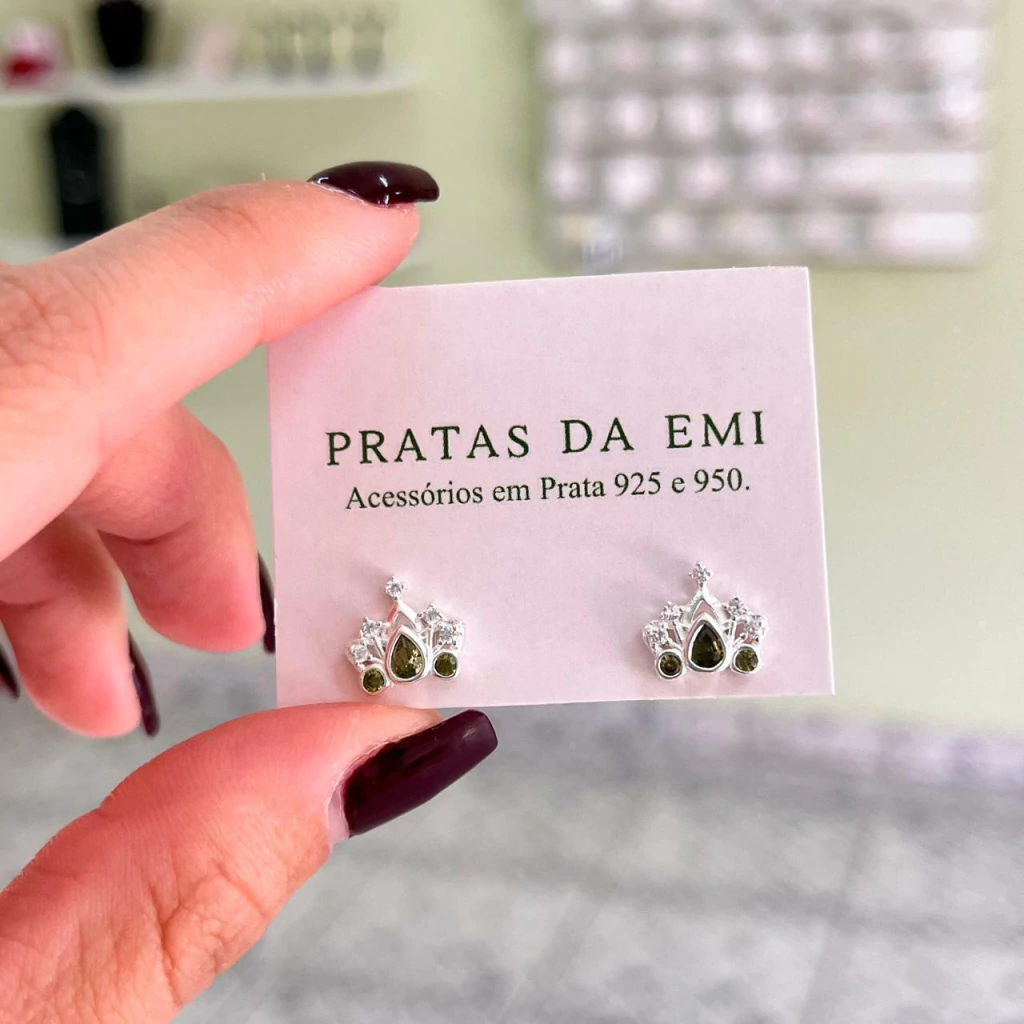 PRATAS DA EMI
Acessórios em Prata 925 e 950.